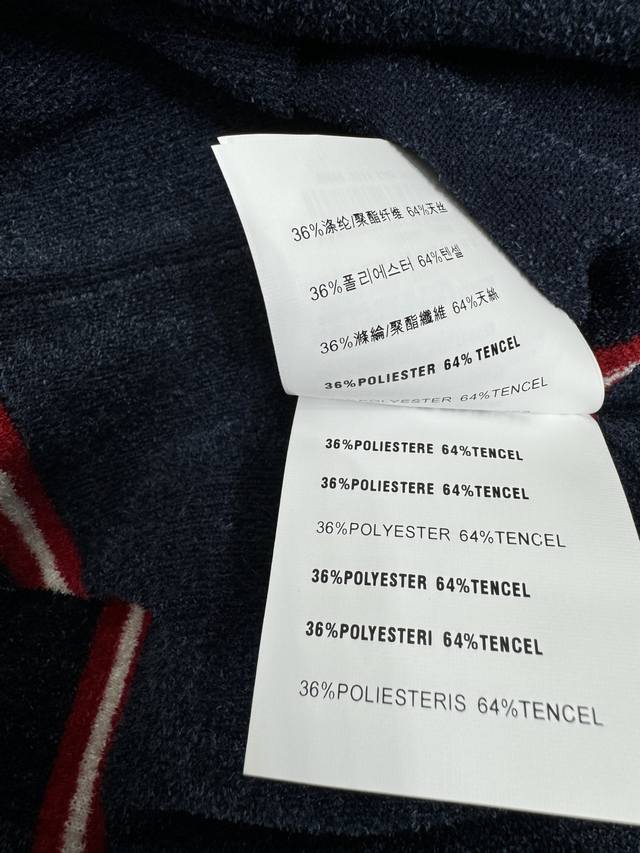 36%涤纶/聚酯纤维 64%天丝
36%폴리에스터 64%텐셀
36%滌綸/聚酯纖維 64%天絲
36%POLIESTER 64%TENCEL
POLYESTER 64%TENCEL
36%POLIESTERE 64%TENCEL
36%POLIESTERE 64%TENCEL
36%POLYESTER 64%TENCEL
36%POLYESTER 64%TENCEL
36%POLYESTERI 64%TENCEL
36%POLIESTERIS 64%TENCEL